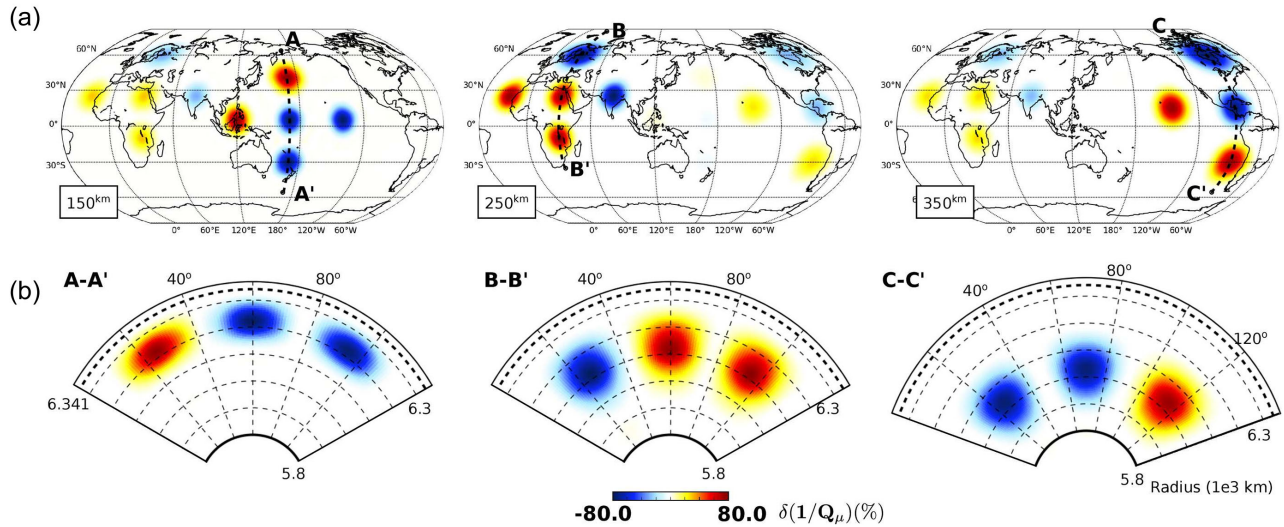 (a)
A
B
C
60°N
30°N
0°
30°S
A'
150km
0° 60°E 120°E 180° 120°W 60°W
60°N
30°N
0°
30°S
B'
250km
0° 60°E 120°E 180° 120°W 60°W
60°N
30°N
0°
30°S
C'
350km
0° 60°E 120°E 180° 120°W 60°W
(b)
A-A'
40° 80°
6.341
6.3
5.8
B-B'
40° 80°
6.3
5.8
C-C'
40° 80° 120°
6.3
5.8
Radius (1e3 km)
-80.0 80.0 δ(1/Qμ)(%)